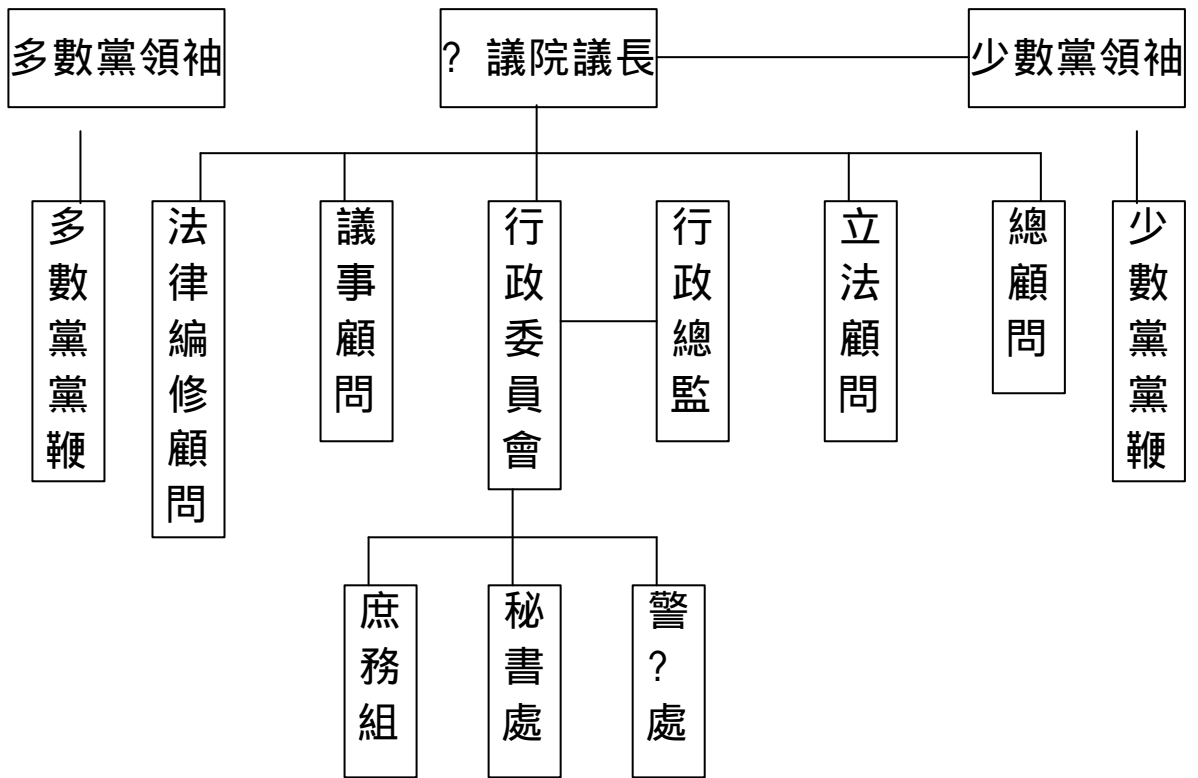 多數黨領袖
? 議院議長
少數黨領袖
多數黨黨鞭
法律編修顧問
議事顧問
行政委員會
行政總監
立法顧問
總顧問
少數黨黨鞭
庶務組
秘書處
警?處